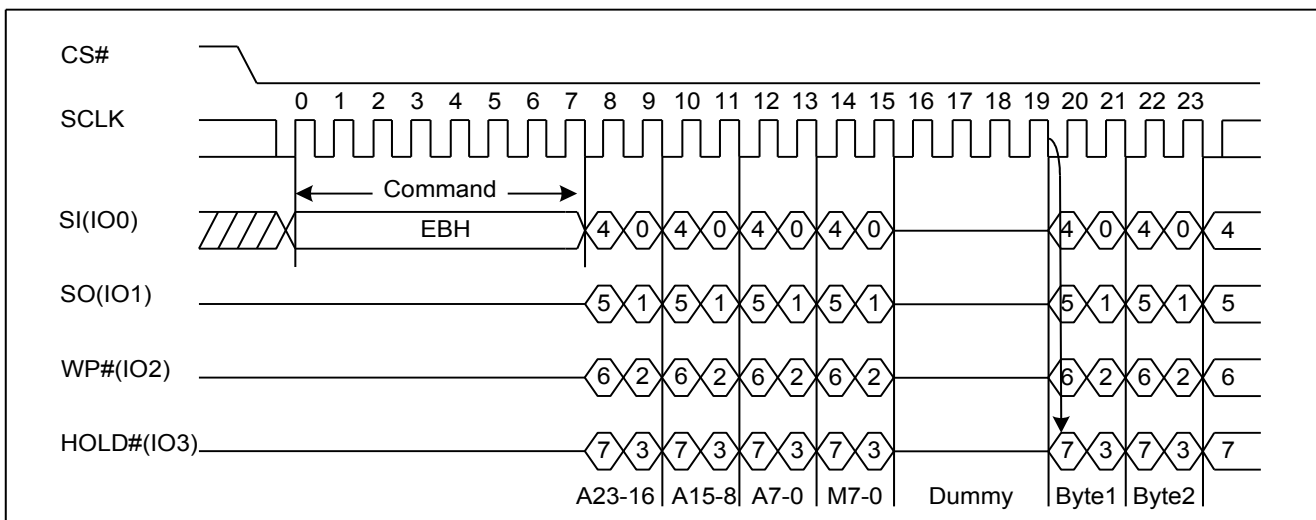 CS#
0 1 2 3 4 5 6 7 8 9 10 11 12 13 14 15 16 17 18 19 20 21 22 23
SCLK
Command
SI(IO0) EBH 4 0 4 0 4 0 4 0 4 0 4 0 4
SO(IO1) 5 1 5 1 5 1 5 1 5 1 5 1 5
WP#(IO2) 6 2 6 2 6 2 6 2 6 2 6 2 6
HOLD#(IO3) 7 3 7 3 7 3 7 3 7 3 7 3 7
A23-16 A15-8 A7-0 M7-0 Dummy Byte1 Byte2